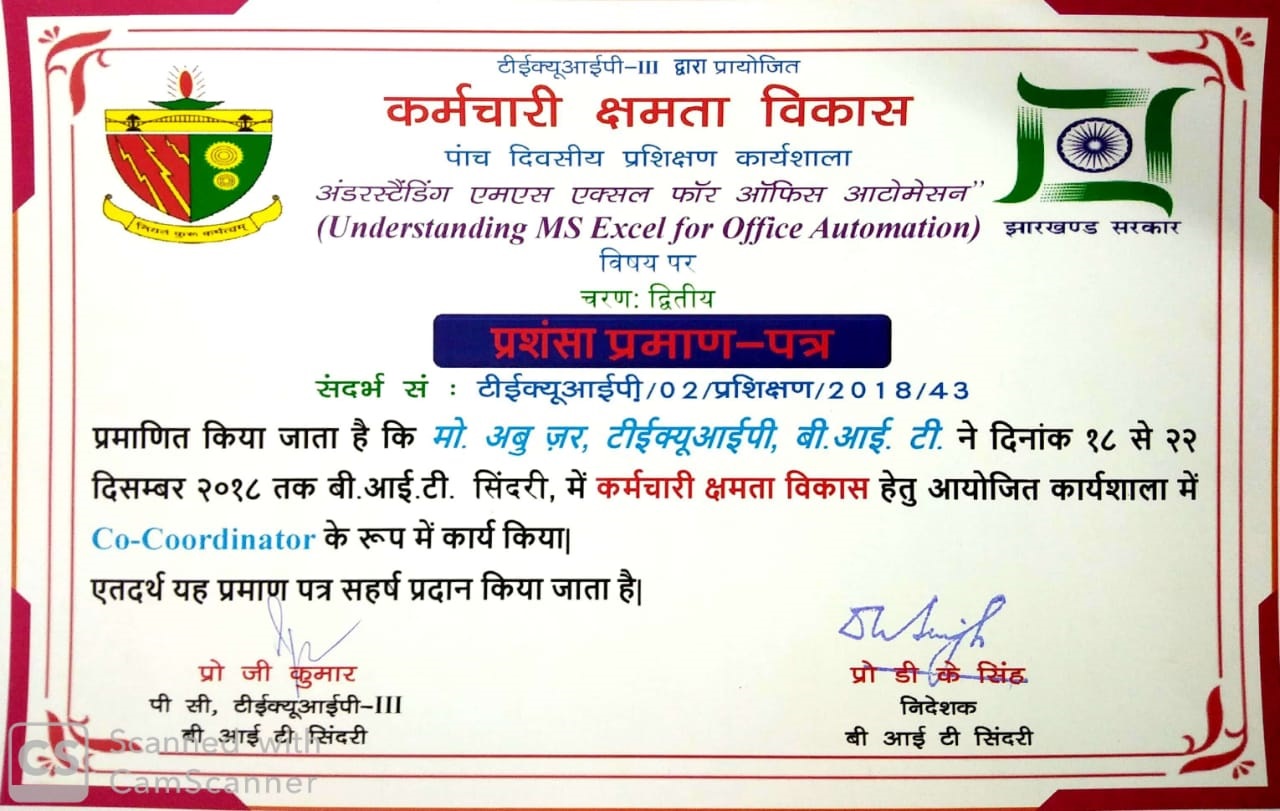 टीईक्यूआईपी-III द्वारा प्रायोजित
कर्मचारी क्षमता विकास
पांच दिवसीय प्रशिक्षण कार्यशाला
अंडरस्टैंडिंग एमएस एक्सल फॉर ऑफिस आटोमेसन”
(Understanding MS Excel for Office Automation)
झारखण्ड सरकार
विषय पर
चरण: द्वितीय
प्रशंसा प्रमाण-पत्र
संदर्भ सं : टीईक्यूआईपी/02/प्रशिक्षण/2018/43
प्रमाणित किया जाता है कि मो. अबु ज़र, टीईक्यूआईपी, बी.आई. टी. ने दिनांक १८ से २२
दिसम्बर २०१८ तक बी.आई.टी. सिंदरी, में कर्मचारी क्षमता विकास हेतु आयोजित कार्यशाला में
Co-Coordinator के रूप में कार्य किया|
एतदर्थ यह प्रमाण पत्र सहर्ष प्रदान किया जाता है|
प्रो जी कुमार
पी सी, टीईक्यूआईपी-III
बी आई टी सिंदरी
प्रो डी के सिंह
निदेशक
बी आई टी सिंदरी
CS Scanned with
CamScanner